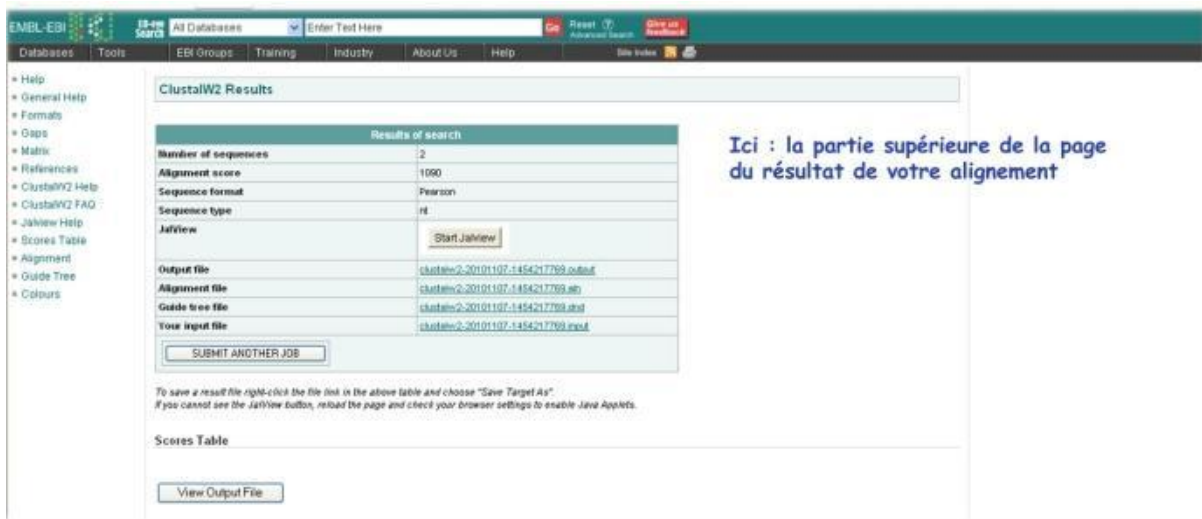 EMBL-EBI
EB-eye Search All Databases Enter Text Here Go Reset Advanced Search Give us feedback
Databases Tools EBI Groups Training Industry About Us Help Site Index
Help
General Help
Formats
Gaps
Matrix
References
ClustalW2 Help
ClustalW2 FAQ
Jalview Help
Scores Table
Alignment
Guide Tree
Colours
ClustalW2 Results
Results of search
Number of sequences 2
Alignment score 1090
Sequence format Pearson
Sequence type nt
JalView Start Jalview
Output file clustalw2-20101107-1454217769.output
Alignment file clustalw2-20101107-1454217769.aln
Guide tree file clustalw2-20101107-1454217769.dnd
Your input file clustalw2-20101107-1454217769.input
SUBMIT ANOTHER JOB
To save a result file right-click the file link in the above table and choose "Save Target As".
If you cannot see the JalView button, reload the page and check your browser settings to enable Java Applets.
Scores Table
View Output File
Ici : la partie supérieure de la page
du résultat de votre alignement